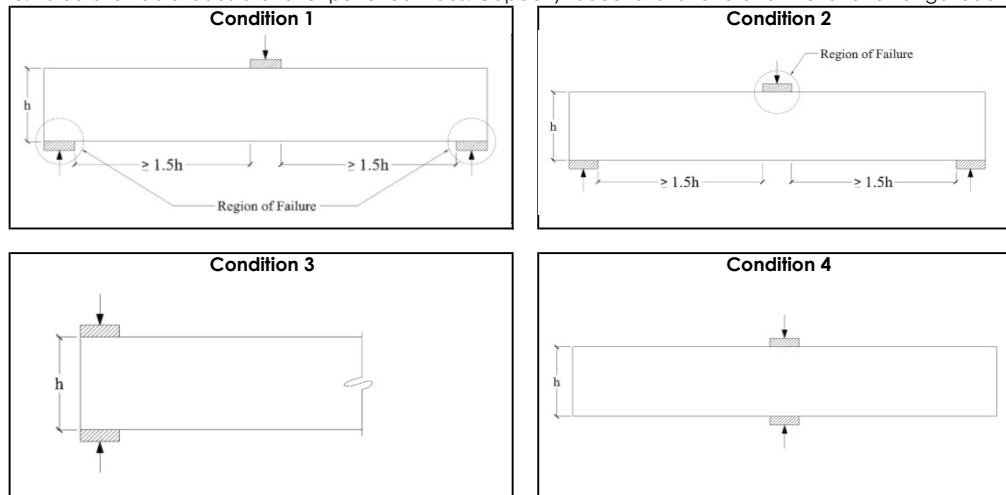 Condition 1
h
≥ 1.5h
≥ 1.5h
Region of Failure
Condition 2
Region of Failure
h
≥ 1.5h
≥ 1.5h
Condition 3
h
Condition 4
h